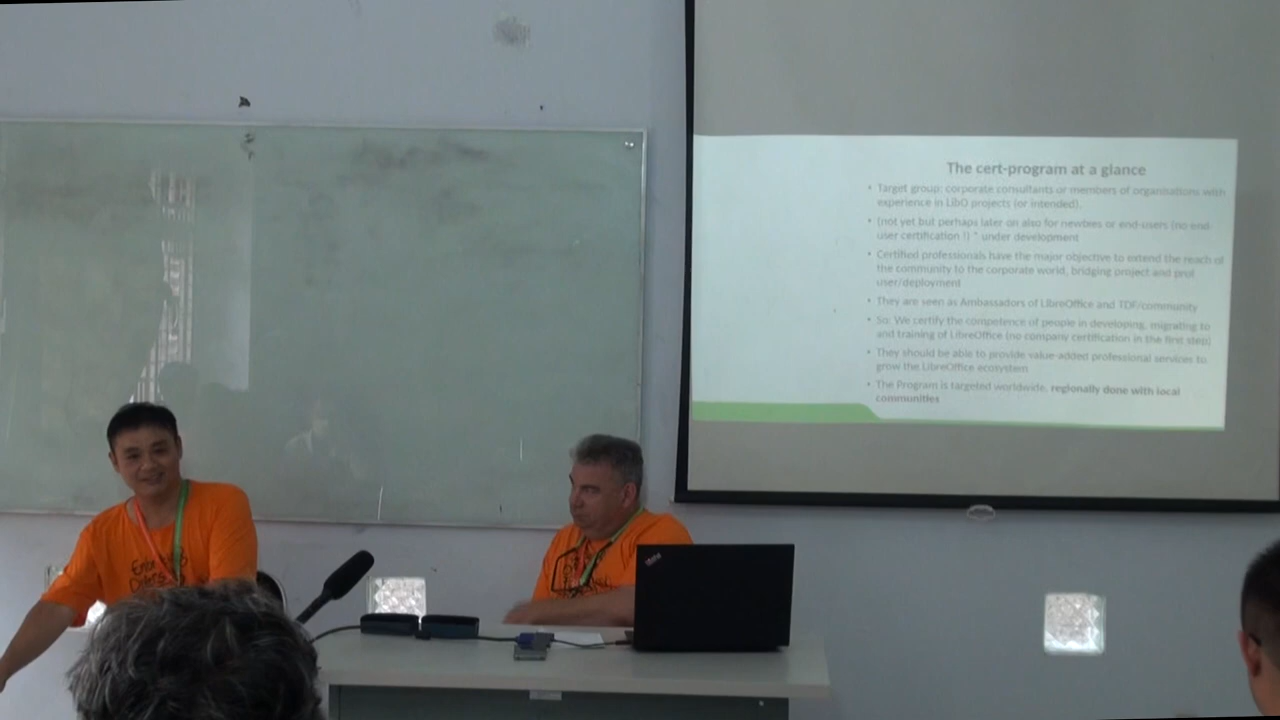 The cert-program at a glance
• Target group: corporate consultants or members of organisations with
experience in LibO projects (or intended).
• (not yet but perhaps later on also for newbies or end-users (no end-
user certification !) * under development
• Certified professionals have the major objective to extend the reach of
the community to the corporate world, bridging project and prof
user/deployment
• They are seen as Ambassadors of LibreOffice and TDF/community
• So: We certify the competence of people in developing, migrating to
and training of LibreOffice (no company certification in the first step)
• They should be able to provide value-added professional services to
grow the LibreOffice ecosystem
• The Program is targeted worldwide, regionally done with local
communities